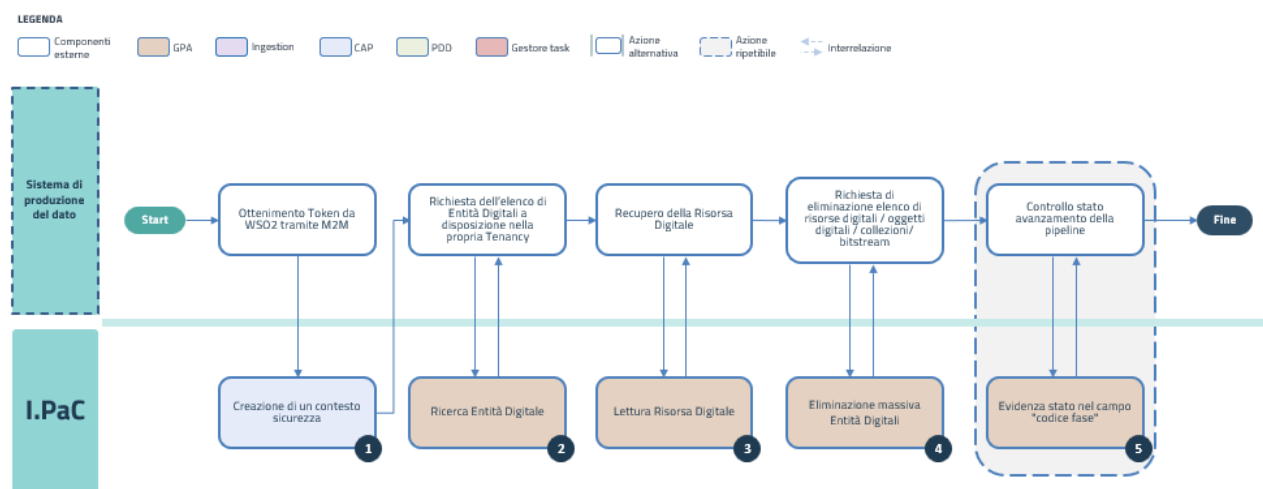 LEGENDA
Componenti
esterne
GPA
Ingestion
CAP
PDD
Gestore task
Azione
alternativa
Azione
ripetibile
Interrelazione
Sistema di
produzione
del dato
Start
Ottenimento Token da
WSO2 tramite M2M
Richiesta dell'elenco di
Entità Digitali a
disposizione nella
propria Tenancy
Recupero della Risorsa
Digitale
Richiesta di
eliminazione elenco di
risorse digitali / oggetti
digitali / collezioni/
bitstream
Controllo stato
avanzamento della
pipeline
Fine
I.PaC
Creazione di un contesto
sicurezza
1
Ricerca Entità Digitale
2
Lettura Risorsa Digitale
3
Eliminazione massiva
Entità Digitali
4
Evidenza stato nel campo
"codice fase"
5